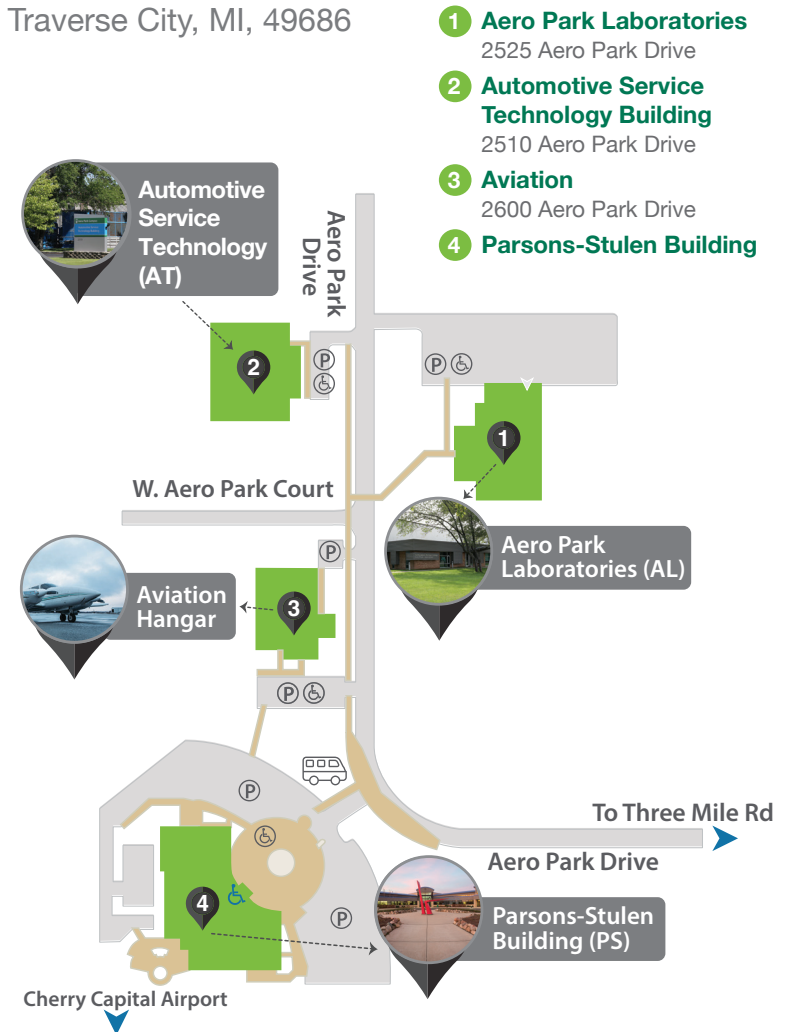 Traverse City, MI, 49686
1 Aero Park Laboratories
2525 Aero Park Drive
2 Automotive Service
Technology Building
2510 Aero Park Drive
3 Aviation
2600 Aero Park Drive
4 Parsons-Stulen Building
Automotive
Service
Technology
(AT)
Aero Park
Drive
2
P
P
1
W. Aero Park Court
Aero Park
Laboratories (AL)
P
Aviation
Hangar
3
P
P
To Three Mile Rd
Aero Park Drive
4
P
Parsons-Stulen
Building (PS)
Cherry Capital Airport